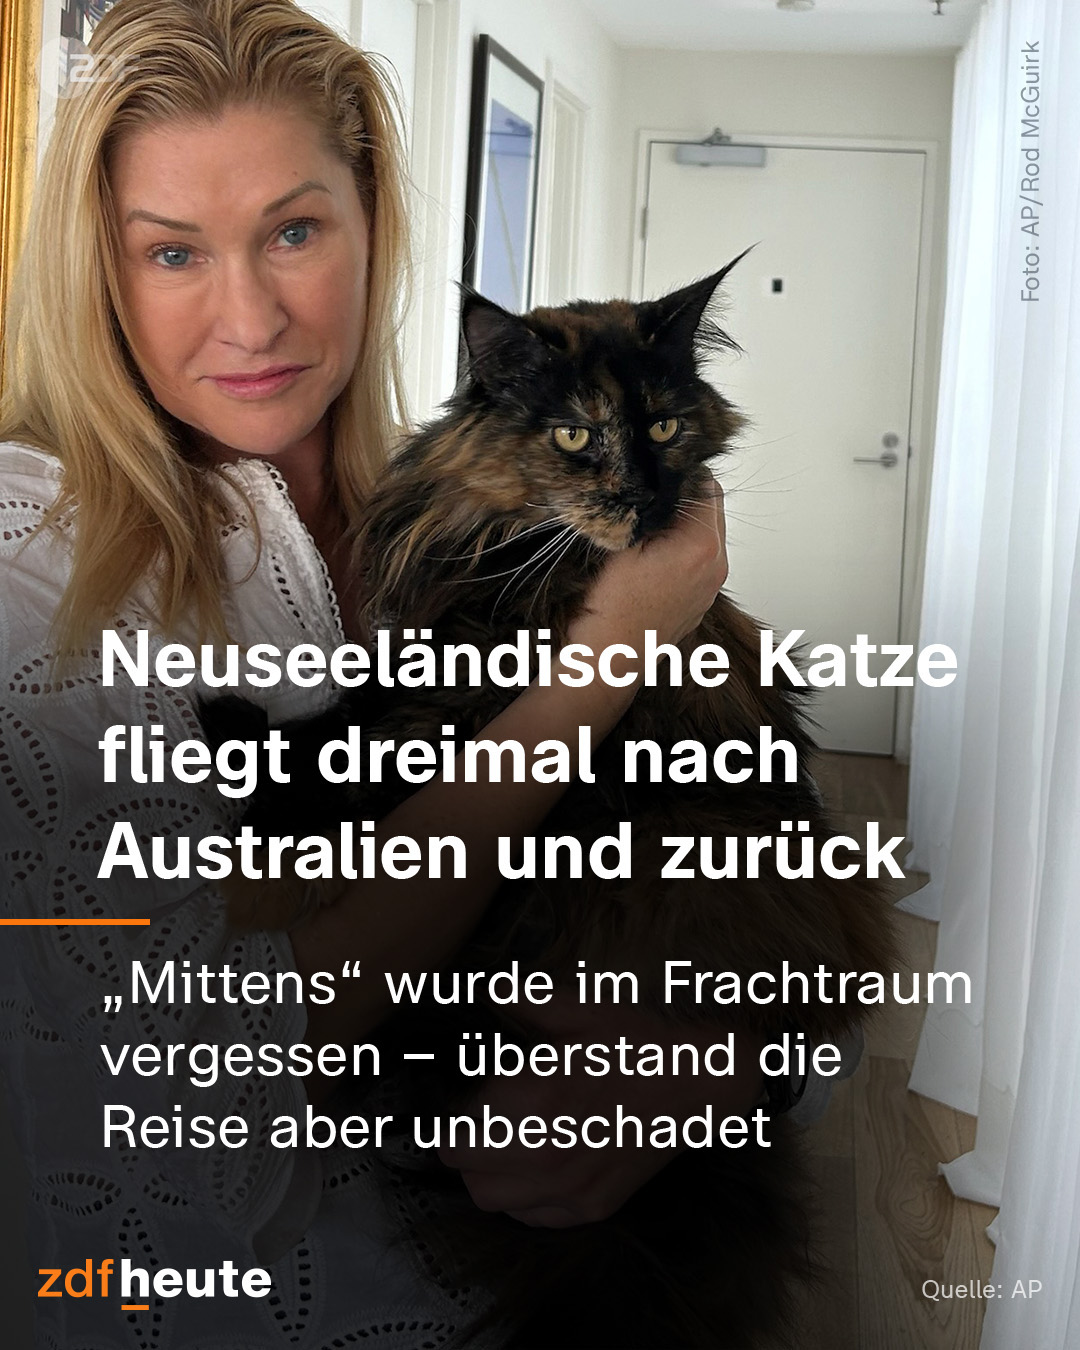 ZDF
Foto: AP/Rod McGuirk
Neuseeländische Katze
fliegt dreimal nach
Australien und zurück
„Mittens“ wurde im Frachtraum
vergessen – überstand die
Reise aber unbeschadet
zdfheute
Quelle: AP